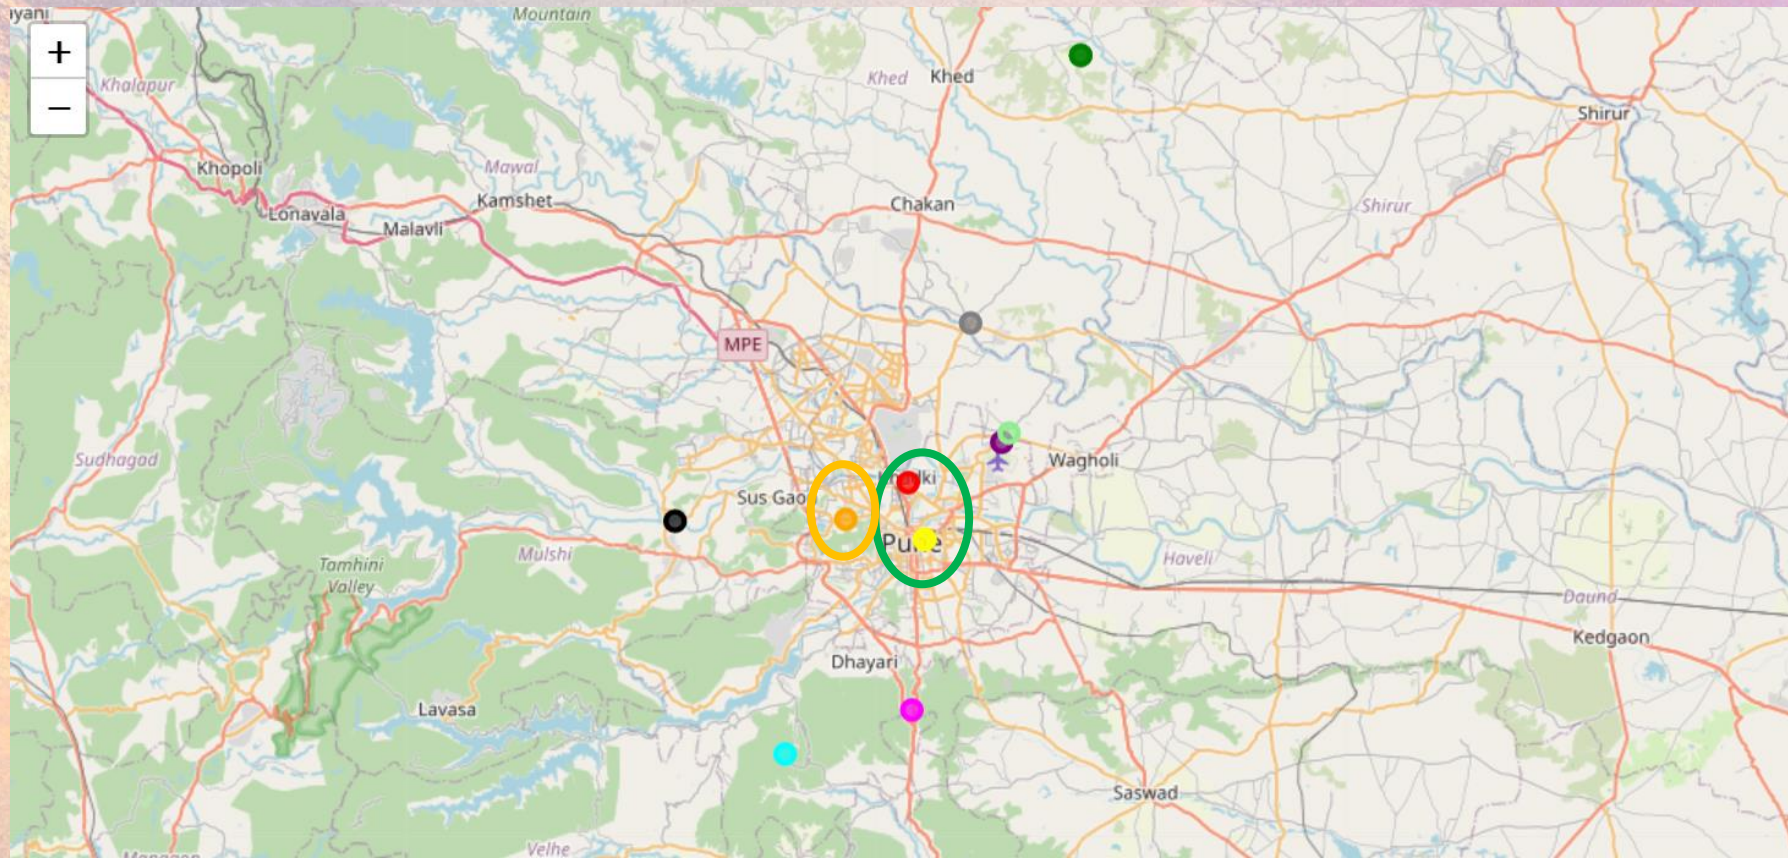 Mountain
+
Khalapur
Khed
Khed
−
Shirur
Khopoli
Mawal
Kamshet
Chakan
Shirur
Lonavala
Malavli
MPE
Sudhagad
Wagholi
Sus Gao
Pune
Mulshi
Haveli
Tamhini
Valley
Daund
Kedgaon
Dhayari
Lavasa
Saswad
Velhe